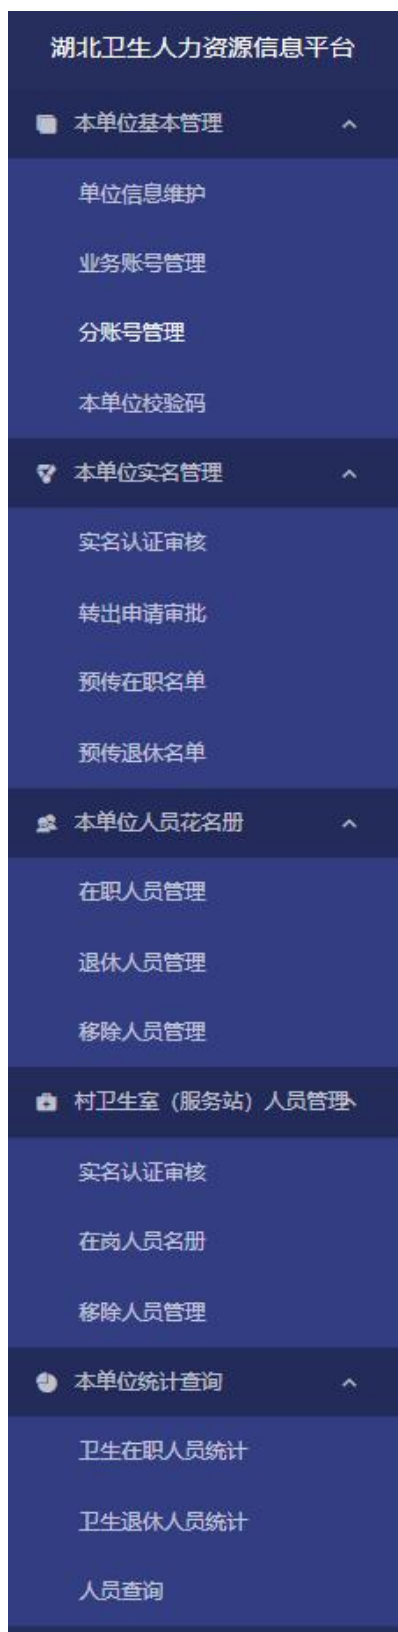 湖北卫生人力资源信息平台
本单位基本管理
单位信息维护
业务账号管理
分账号管理
本单位校验码
本单位实名管理
实名认证审核
转出申请审批
预传在职名单
预传退休名单
本单位人员花名册
在职人员管理
退休人员管理
移除人员管理
村卫生室（服务站）人员管理
实名认证审核
在岗人员名册
移除人员管理
本单位统计查询
卫生在职人员统计
卫生退休人员统计
人员查询